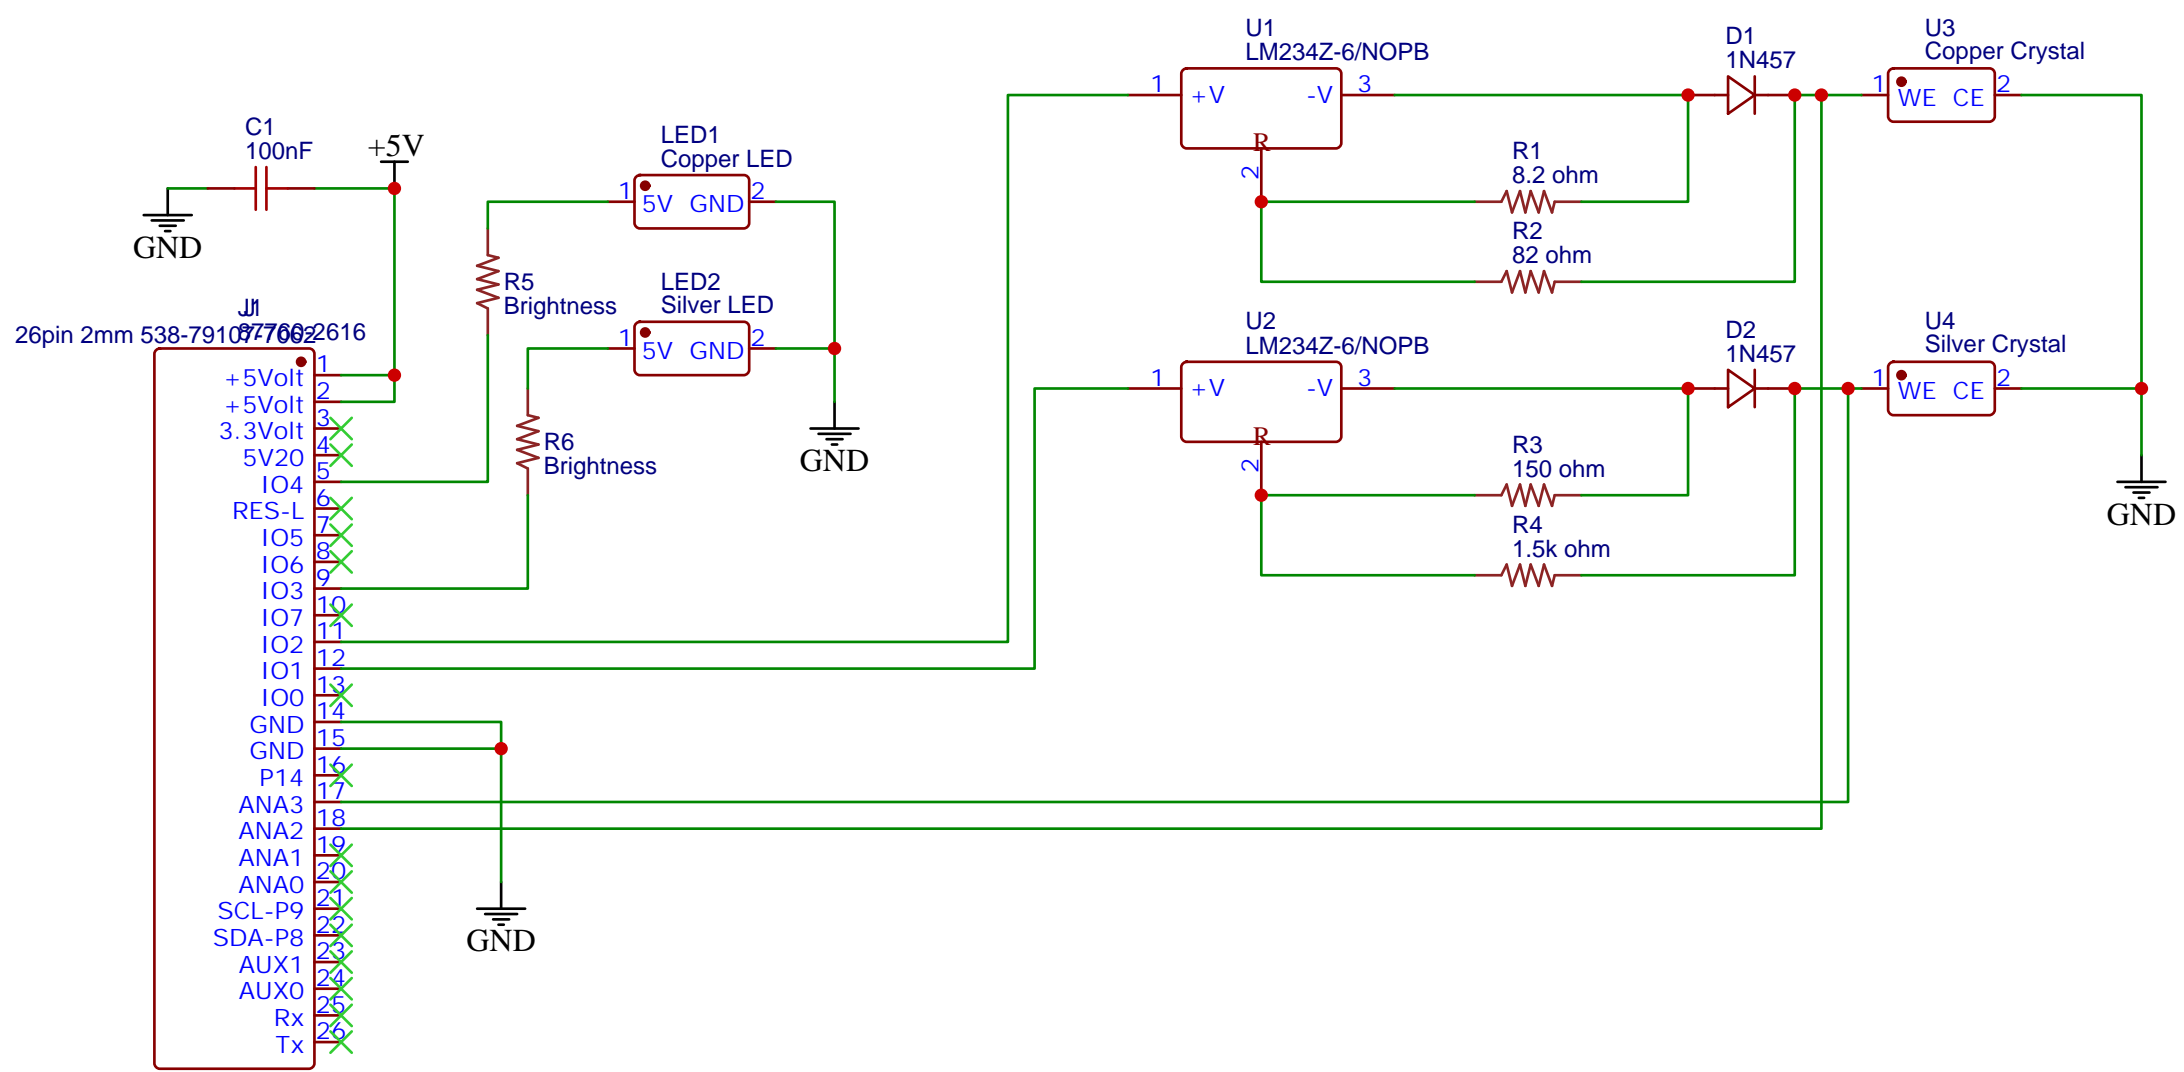 C1
100nF
+5V
GND
LED1
Copper LED
1
5V GND
2
R5
Brightness
LED2
Silver LED
1
5V GND
2
R6
Brightness
GND
J1
26pin 2mm 538-79107-7062
87760-2616
+5Volt 1
+5Volt 2
3.3Volt 3
5V20 4
IO4 5
RES-L 6
IO5 7
IO6 8
IO3 9
IO7 10
IO2 11
IO1 12
IO0 13
GND 14
GND 15
P14 16
ANA3 17
ANA2 18
ANA1 19
ANA0 20
SCL-P9 21
SDA-P8 22
AUX1 23
AUX0 24
Rx 25
Tx 26
GND
U1
LM234Z-6/NOPB
1
+V -V
3
R
2
R1
8.2 ohm
R2
82 ohm
D1
1N457
U3
Copper Crystal
1
WE CE
2
U2
LM234Z-6/NOPB
1
+V -V
3
R
2
R3
150 ohm
R4
1.5k ohm
D2
1N457
U4
Silver Crystal
1
WE CE
2
GND